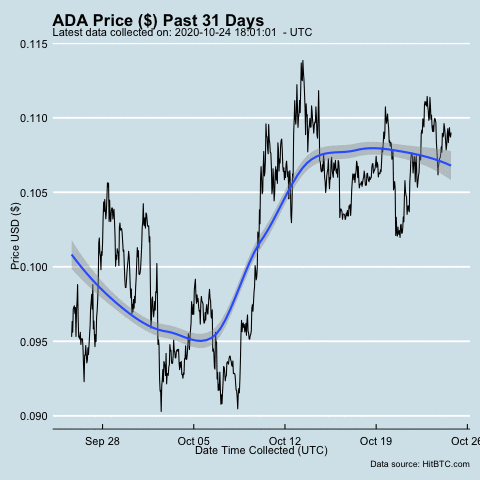 ADA Price ($) Past 31 Days
Latest data collected on: 2020-10-24 18:01:01  - UTC
0.115
0.110
0.105
0.100
0.095
0.090
Price USD ($)
Sep 28
Oct 05
Oct 12
Oct 19
Oct 26
Date Time Collected (UTC)
Data source: HitBTC.com